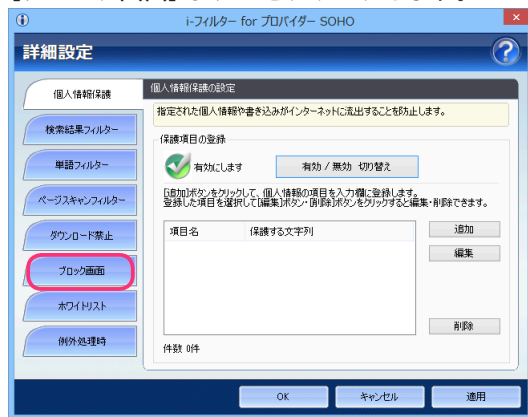 i-フィルター for プロバイダー SOHO
詳細設定
個人情報保護
検索結果フィルター
単語フィルター
ページスキャンフィルター
ダウンロード禁止
ブロック画面
ホワイトリスト
例外処理時
個人情報保護の設定
指定された個人情報や書き込みがインターネットに流出することを防止します。
保護項目の登録
有効にします
有効 / 無効 切り替え
[追加]ボタンをクリックして、個人情報の項目を入力欄に登録します。
登録した項目を選択して[編集]ボタン・[削除]ボタンをクリックすると編集・削除できます。
項目名 保護する文字列
追加
編集
削除
件数 0件
OK キャンセル 適用